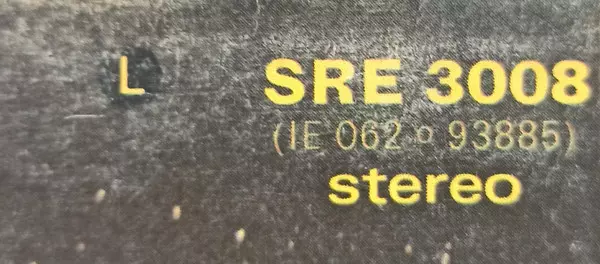 L SRE 3008
(IE 062 o 93885)
stereo